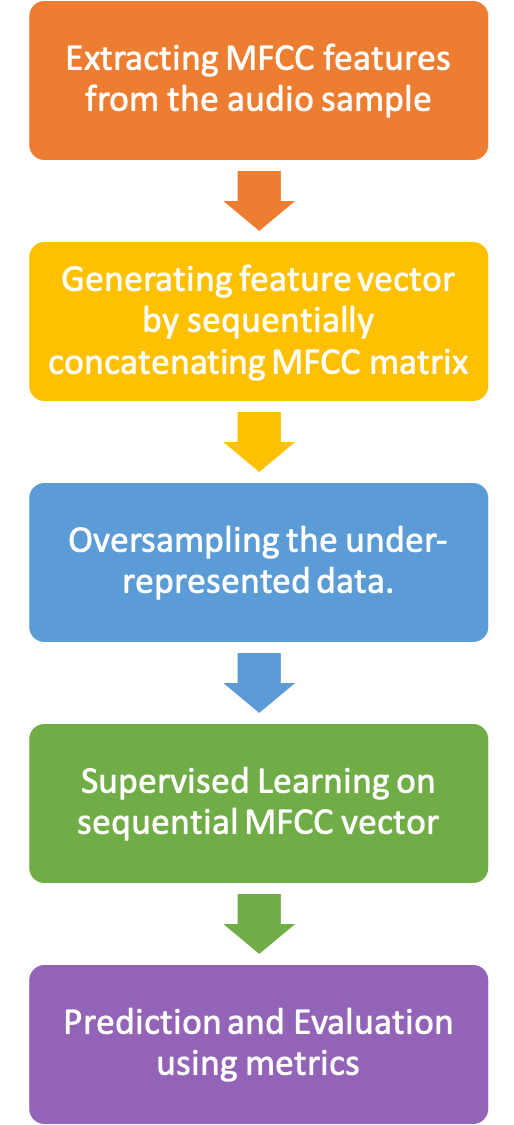 Extracting MFCC features
from the audio sample
Generating feature vector
by sequentially
concatenating MFCC matrix
Oversampling the under-
represented data.
Supervised Learning on
sequential MFCC vector
Prediction and Evaluation
using metrics